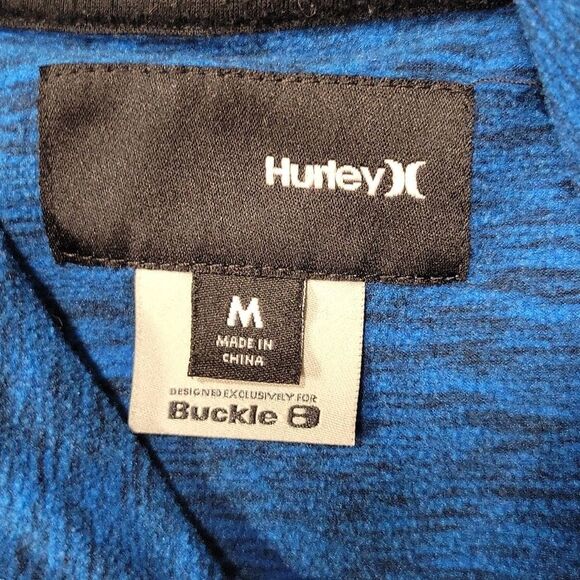 Hurley
M
MADE IN
CHINA
DESIGNED EXCLUSIVELY FOR
Buckle B